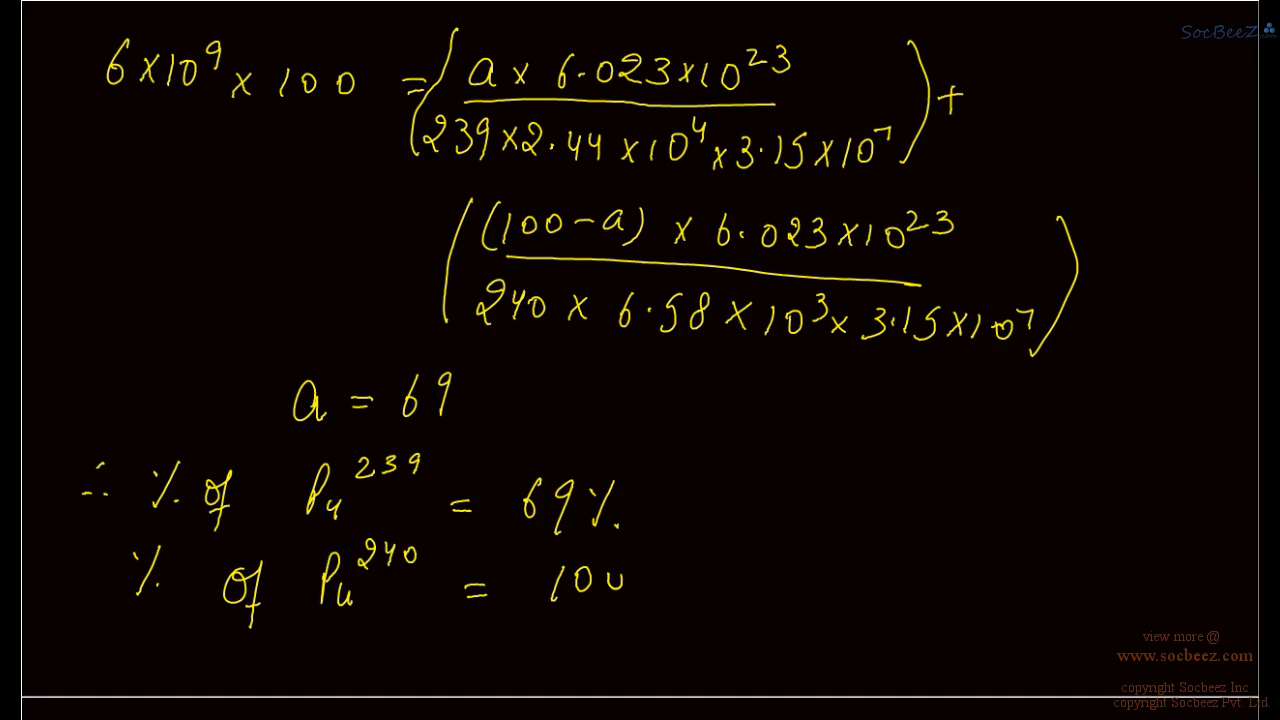 SocBeeZ
6 × 10⁹ × 100 = ( a × 6.023 × 10²³ ) +
239 × 2.44 × 10⁴ × 3.15 × 10⁷
( (100 - a) × 6.023 × 10²³ )
240 × 6.58 × 10³ × 3.15 × 10⁷
a = 69
∴ % of Pu²³⁹ = 69%.
% of Pu²⁴⁰ = 100
view more @
www.socbeez.com
copyright Socbeez Inc
copyright Socbeez Pvt. Ltd.